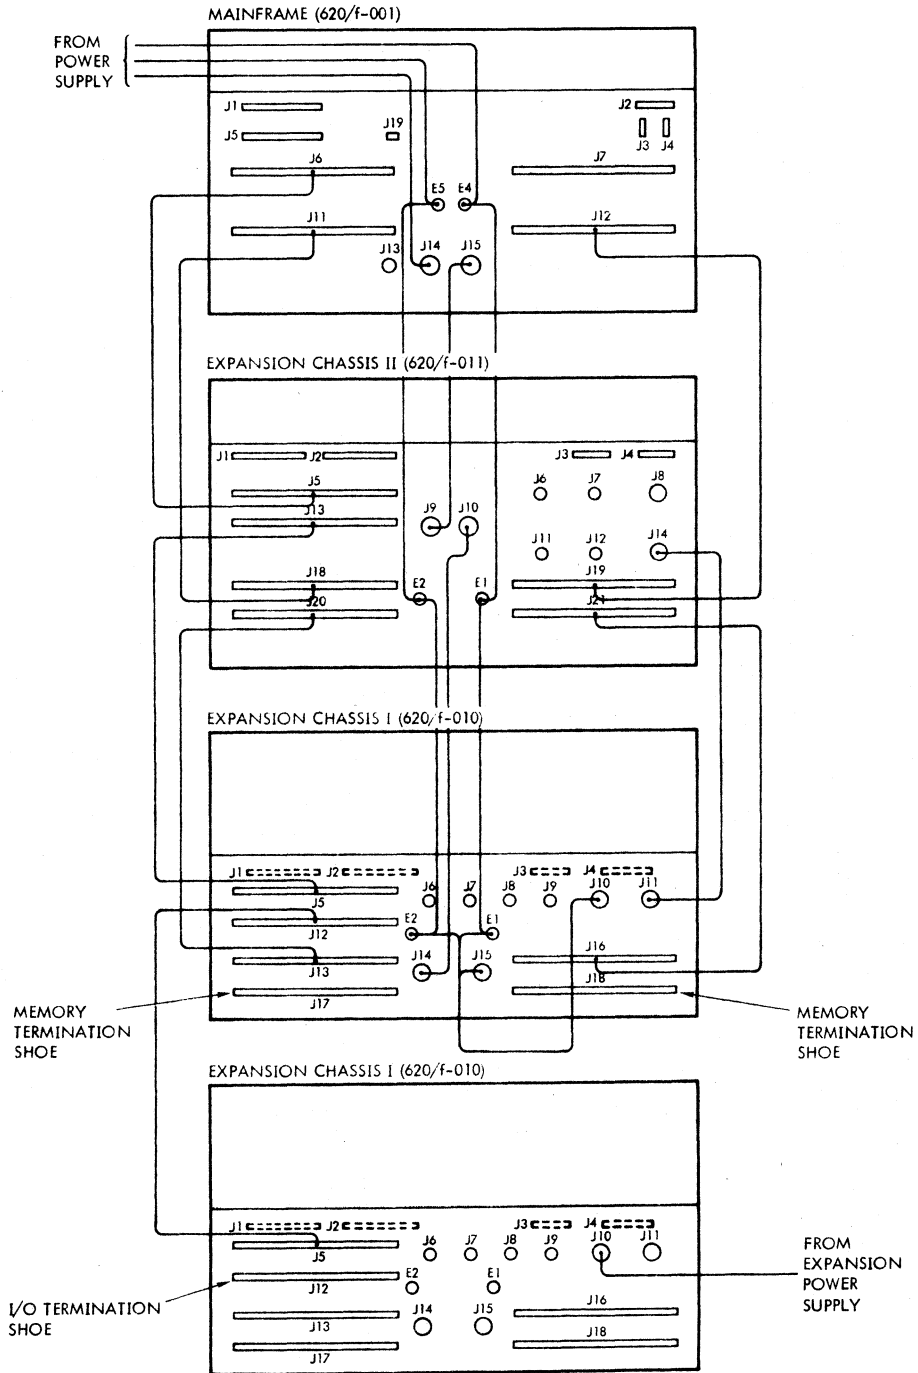 MAINFRAME (620/f-001)
FROM
POWER
SUPPLY
J1
J2
J5
J19
J3 J4
J6
J7
E5 E4
J11
J12
J13 J14 J15
EXPANSION CHASSIS II (620/f-011)
J1 J2
J3 J4
J5
J6 J7 J8
J13
J9 J10
J11 J12 J14
J18
J19
E2 E1
J20
J21
EXPANSION CHASSIS I (620/f-010)
J1 J2
J3 J4
J5
J6 J7 J8 J9 J10 J11
J12
E2 E1
J13
J14 J15
J16
J17
J18
MEMORY
TERMINATION
SHOE
MEMORY
TERMINATION
SHOE
EXPANSION CHASSIS I (620/f-010)
J1 J2
J3 J4
J5
J6 J7 J8 J9 J10 J11
J12
E2 E1
J13
J14 J15
J16
J17
J18
I/O TERMINATION
SHOE
FROM
EXPANSION
POWER
SUPPLY